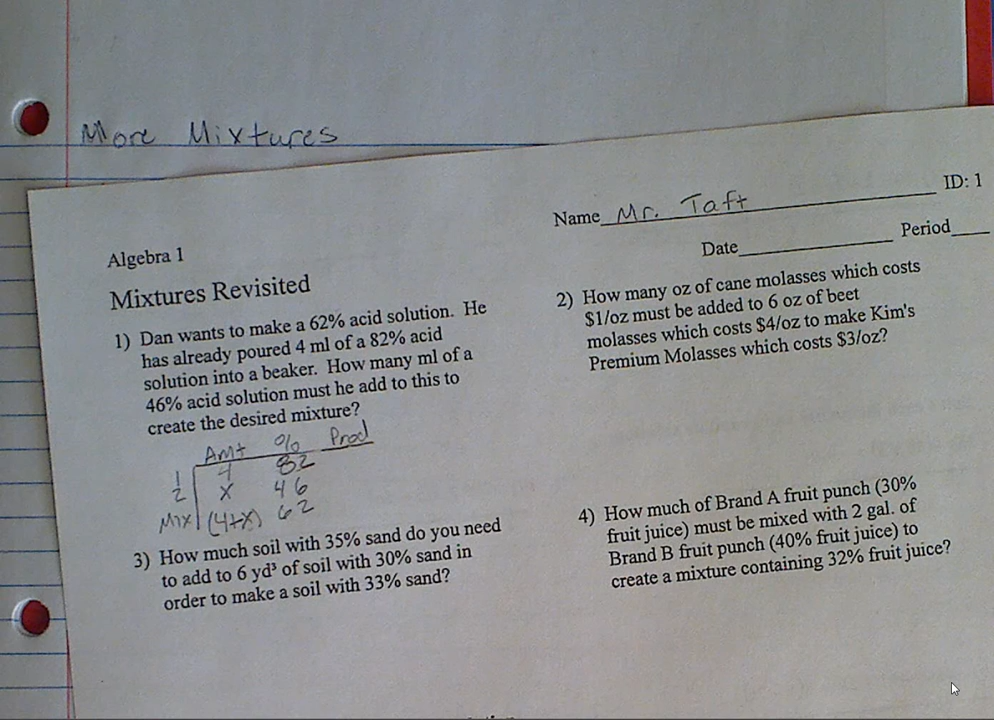 More Mixtures
Name Mr. Taft ID: 1
Date Period
Algebra 1
Mixtures Revisited
1) Dan wants to make a 62% acid solution. He
has already poured 4 ml of a 82% acid
solution into a beaker. How many ml of a
46% acid solution must he add to this to
create the desired mixture?
Amt % Prod
1 4 82
2 x 46
Mix (4+x) 62
2) How many oz of cane molasses which costs
$1/oz must be added to 6 oz of beet
molasses which costs $4/oz to make Kim's
Premium Molasses which costs $3/oz?
3) How much soil with 35% sand do you need
to add to 6 yd³ of soil with 30% sand in
order to make a soil with 33% sand?
4) How much of Brand A fruit punch (30%
fruit juice) must be mixed with 2 gal. of
Brand B fruit punch (40% fruit juice) to
create a mixture containing 32% fruit juice?